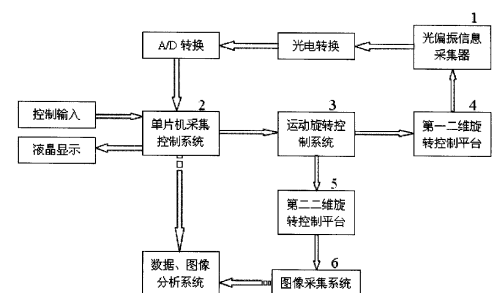 1
A/D 转换
光电转换
光偏振信息
采集器
控制输入
液晶显示
2
单片机采集
控制系统
3
运动旋转控
制系统
4
第一二维旋
转控制平台
5
第二二维旋
转控制平台
数据、图像
分析系统
6
图像采集系统